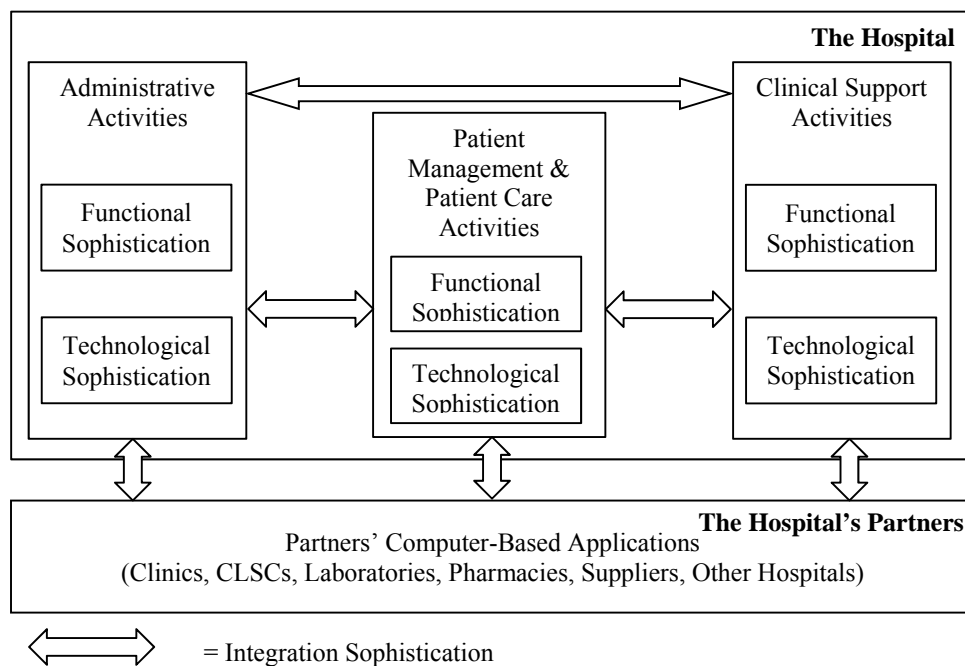 The Hospital
Administrative
Activities
Functional
Sophistication
Technological
Sophistication
Patient
Management &
Patient Care
Activities
Functional
Sophistication
Technological
Sophistication
Clinical Support
Activities
Functional
Sophistication
Technological
Sophistication
The Hospital’s Partners
Partners’ Computer-Based Applications
(Clinics, CLSCs, Laboratories, Pharmacies, Suppliers, Other Hospitals)
= Integration Sophistication